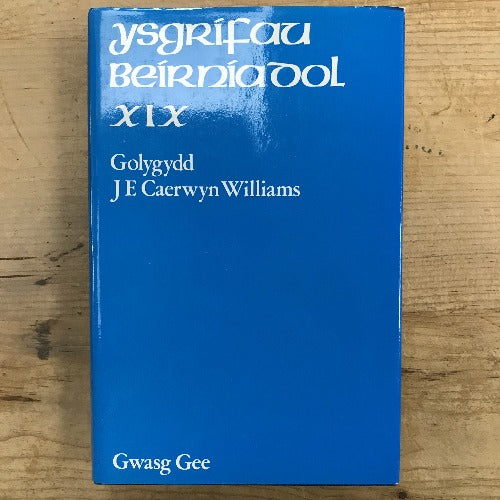 ysgrifau
beirniadol
XIX
Golygydd
J E Caerwyn Williams
Gwasg Gee